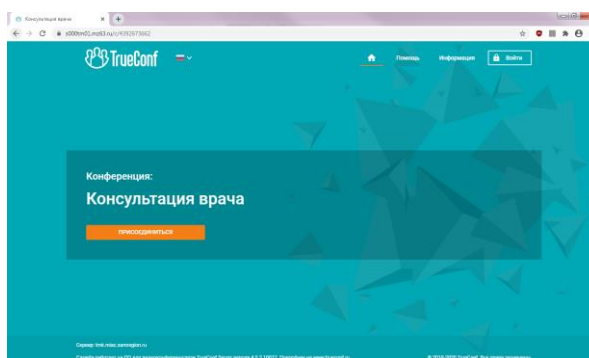 Консультация врача
TrueConf
Помощь
Информация
Войти
Конференция:
Консультация врача
ПРИСОЕДИНИТЬСЯ